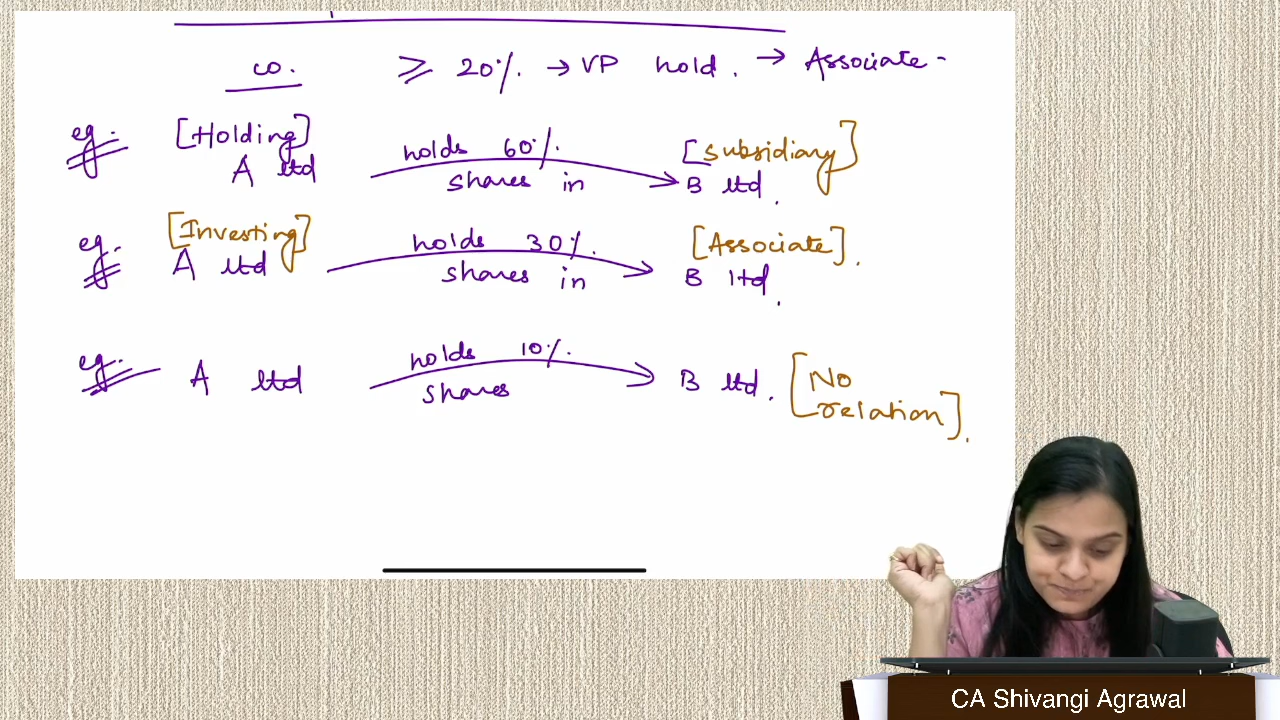 co. ≥ 20%. → VP hold. → Associate -
eg. [Holding] holds 60%. [Subsidiary]
A ltd shares in B ltd.
eg. [Investing] holds 30%. [Associate].
A ltd shares in B ltd.
eg. A ltd holds 10%. shares B ltd. [No relation].
CA Shivangi Agrawal